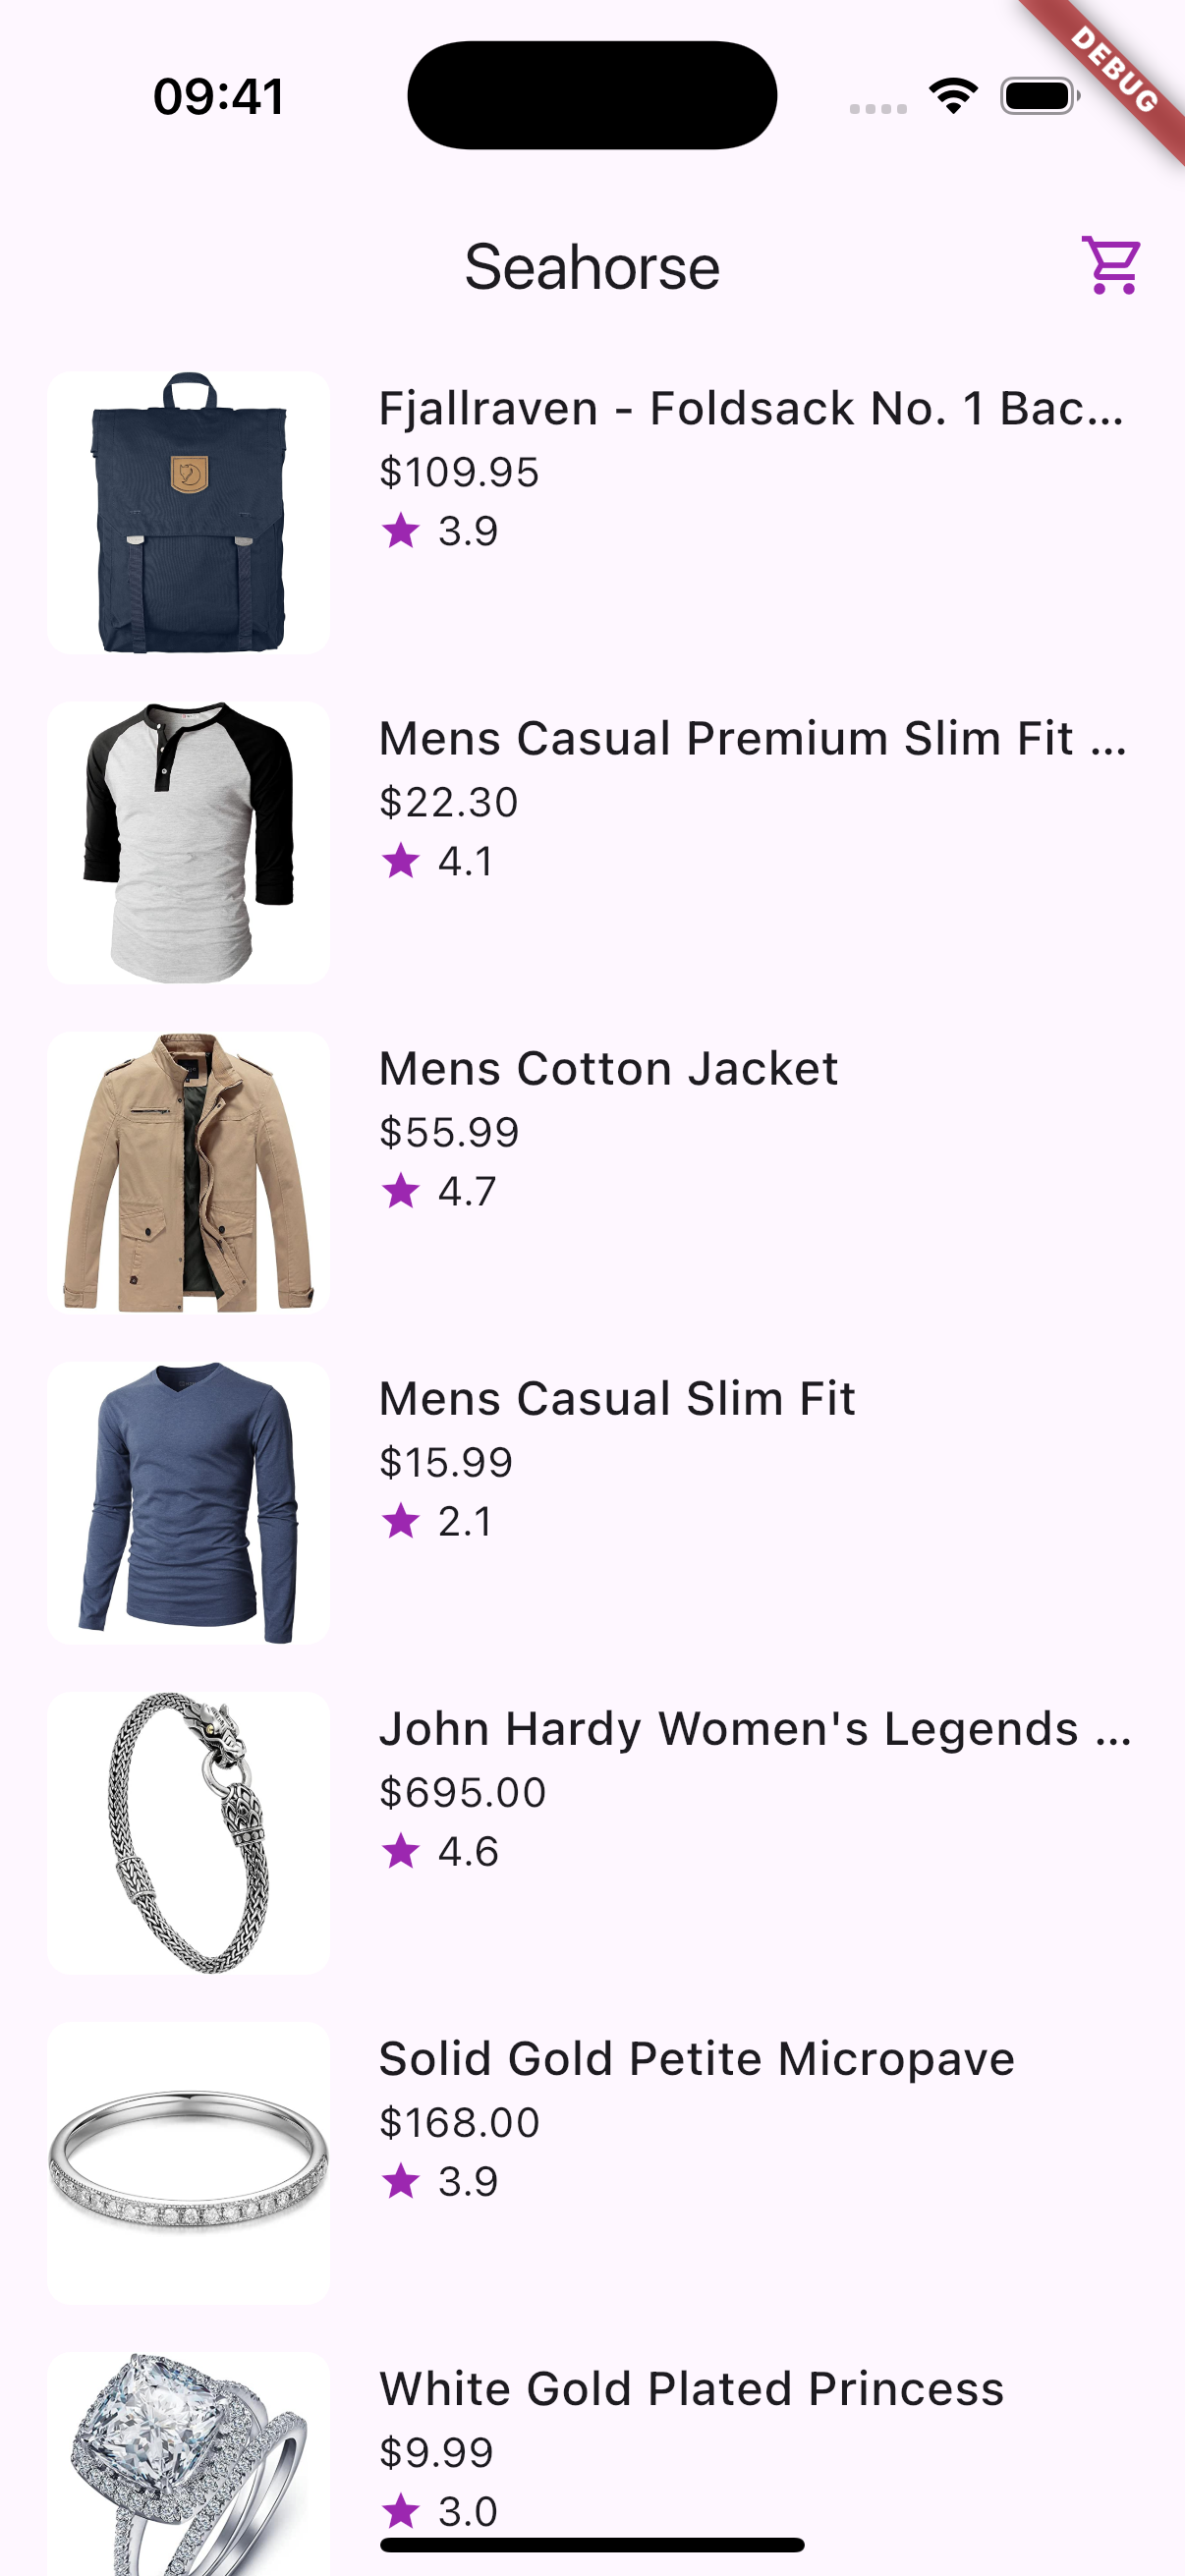 09:41
DEBUG
Seahorse
Fjallraven - Foldsack No. 1 Bac...
$109.95
3.9
Mens Casual Premium Slim Fit ...
$22.30
4.1
Mens Cotton Jacket
$55.99
4.7
Mens Casual Slim Fit
$15.99
2.1
John Hardy Women's Legends ...
$695.00
4.6
Solid Gold Petite Micropave
$168.00
3.9
White Gold Plated Princess
$9.99
3.0